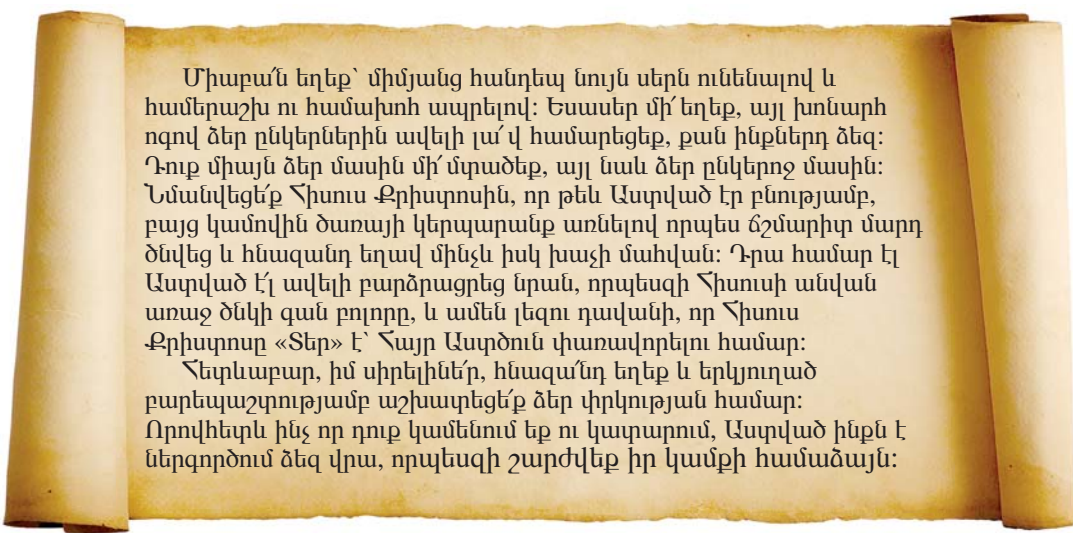 Միաբա՛ն եղեք՝ միմյանց հանդեպ նույն սերն ունենալով և
համերաշխ ու համախոհ ապրելով: Եսասեր մի՛ եղեք, այլ խոնարհ
ոգով ձեր ընկերներին ավելի լա՛վ համարեցեք, քան ինքներդ ձեզ:
Դուք միայն ձեր մասին մի՛ մտածեք, այլ նաև ձեր ընկերոջ մասին:
Նմանվեցե՛ք Հիսուս Քրիստոսին, որ թեև Աստված էր բնությամբ,
բայց կամովին ծառայի կերպարանք առնելով որպես ճշմարիտ մարդ
ծնվեց և հնազանդ եղավ մինչև իսկ խաչի մահվան: Դրա համար էլ
Աստված է՛լ ավելի բարձրացրեց նրան, որպեսզի Հիսուսի անվան
առաջ ծնկի գան բոլորը, և ամեն լեզու դավանի, որ Հիսուս
Քրիստոսը «Տեր» է՝ Հայր Աստծուն փառավորելու համար:
Հետևաբար, իմ սիրելինե՛ր, հնազա՛նդ եղեք և երկյուղած
բարեպաշտությամբ աշխատեցե՛ք ձեր փրկության համար:
Որովհետև ինչ որ դուք կամենում եք ու կատարում, Աստված ինքն է
ներգործում ձեզ վրա, որպեսզի շարժվեք իր կամքի համաձայն: